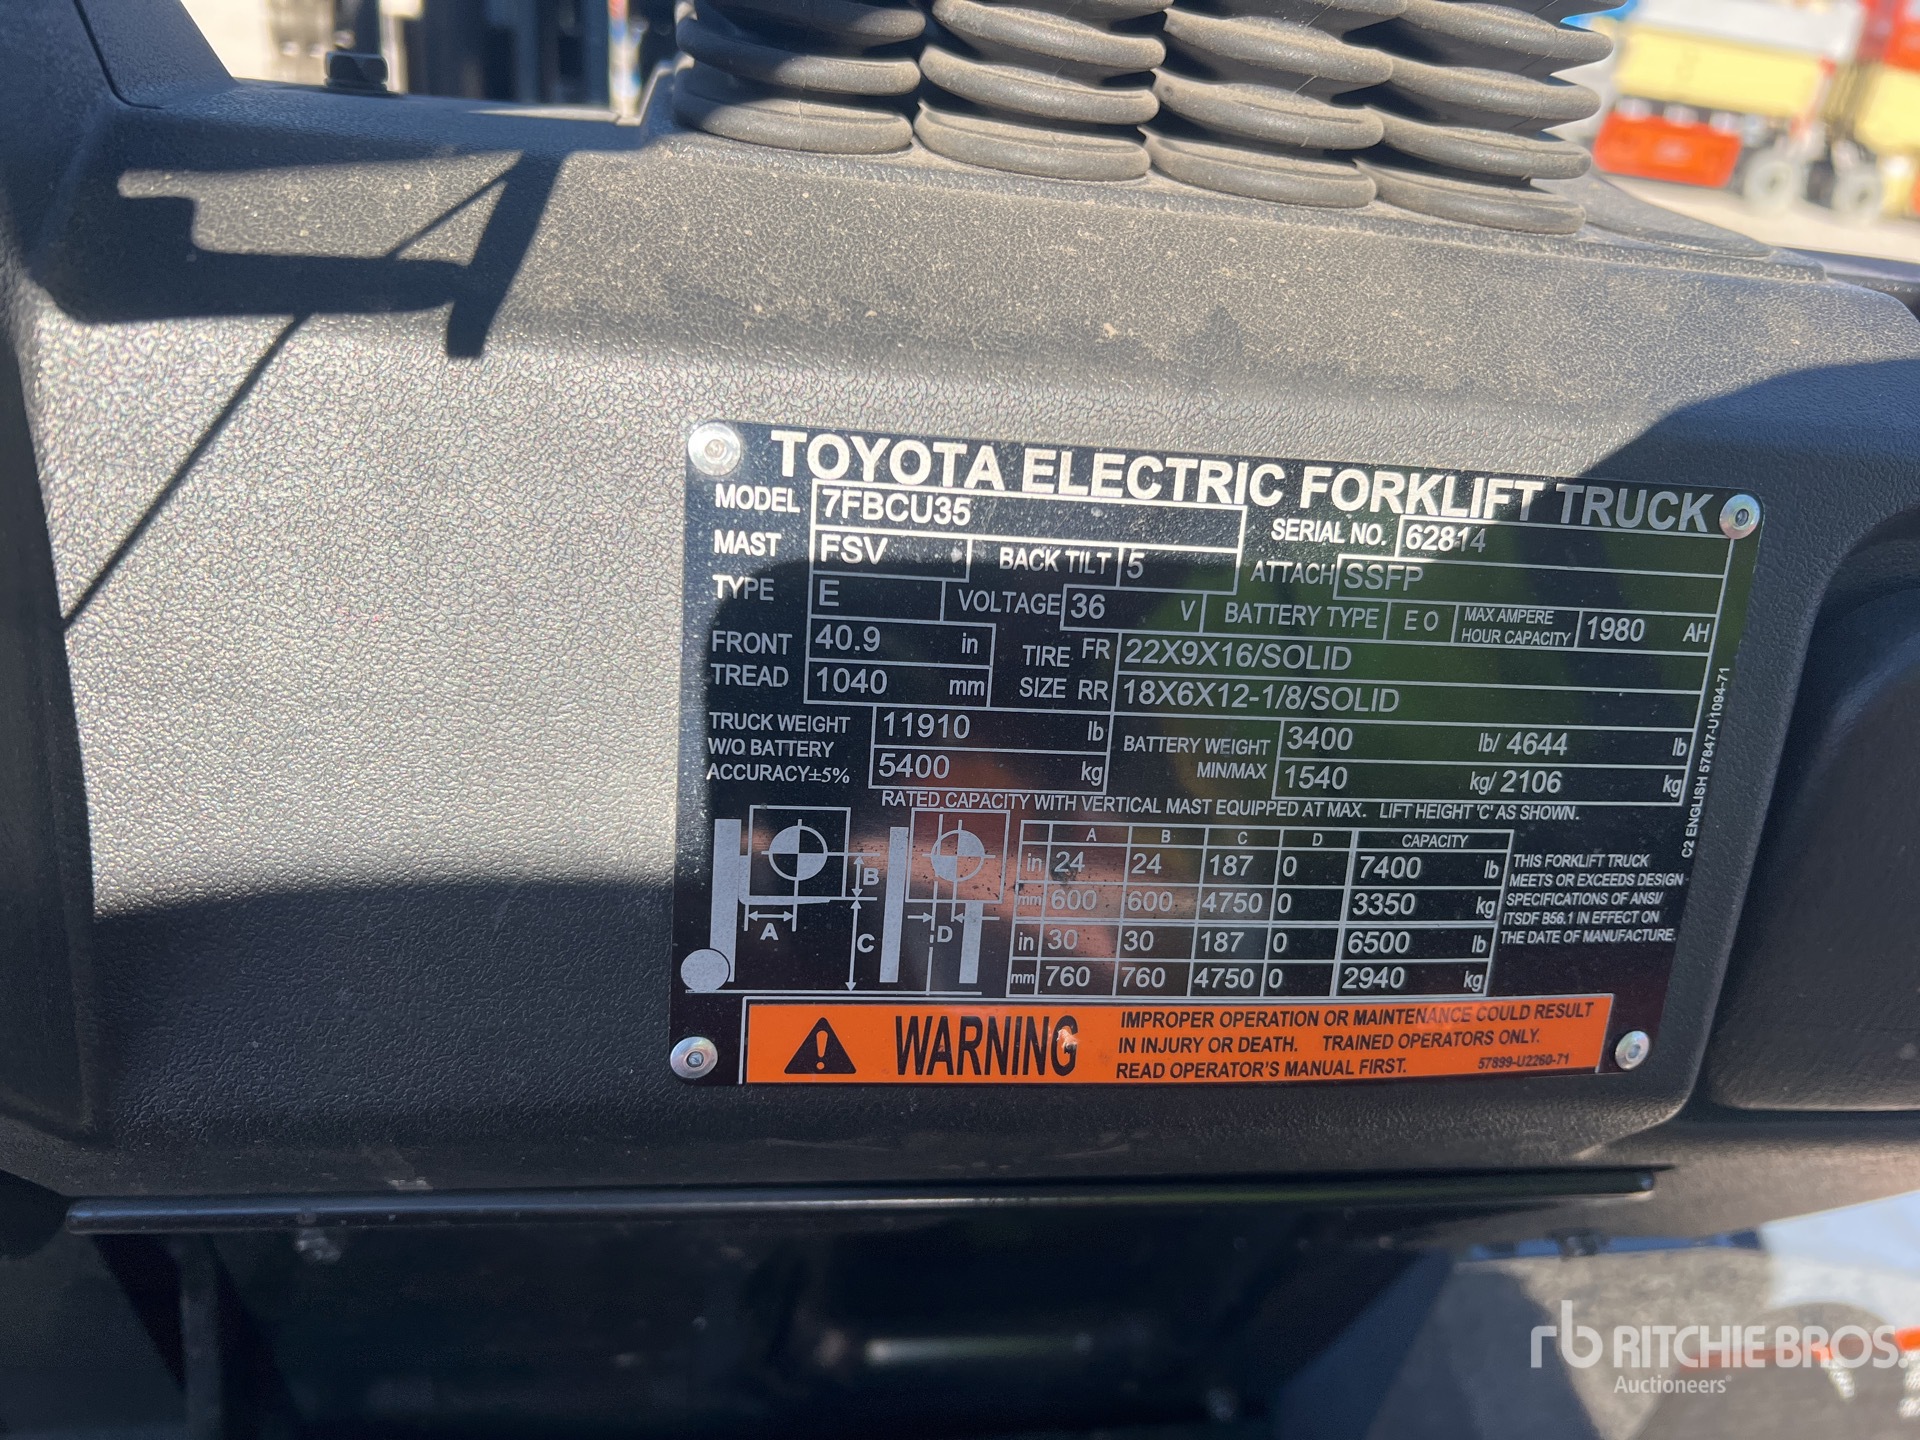 TOYOTA ELECTRIC FORKLIFT TRUCK
MODEL 7FBCU35 SERIAL NO. 62814
MAST FSV BACK TILT 5 ATTACH SSFP
TYPE E VOLTAGE 36 V BATTERY TYPE E O MAX AMPERE HOUR CAPACITY 1980 AH
FRONT TREAD 40.9 in TIRE SIZE FR 22X9X16/SOLID
1040 mm RR 18X6X12-1/8/SOLID
TRUCK WEIGHT W/O BATTERY ACCURACY±5% 11910 lb BATTERY WEIGHT MIN/MAX 3400 lb/ 4644 lb
5400 kg 1540 kg/ 2106 kg
RATED CAPACITY WITH VERTICAL MAST EQUIPPED AT MAX. LIFT HEIGHT 'C' AS SHOWN.
A B C D CAPACITY
in 24 24 187 0 7400 lb
mm 600 600 4750 0 3350 kg
in 30 30 187 0 6500 lb
mm 760 760 4750 0 2940 kg
A B C D
THIS FORKLIFT TRUCK
MEETS OR EXCEEDS DESIGN
SPECIFICATIONS OF ANSI/
ITSDF B56.1 IN EFFECT ON
THE DATE OF MANUFACTURE.
C2 ENGLISH 57847-U1094-71
WARNING
IMPROPER OPERATION OR MAINTENANCE COULD RESULT
IN INJURY OR DEATH. TRAINED OPERATORS ONLY.
READ OPERATOR'S MANUAL FIRST. 57899-U2260-71
rb RITCHIE BROS.
Auctioneers